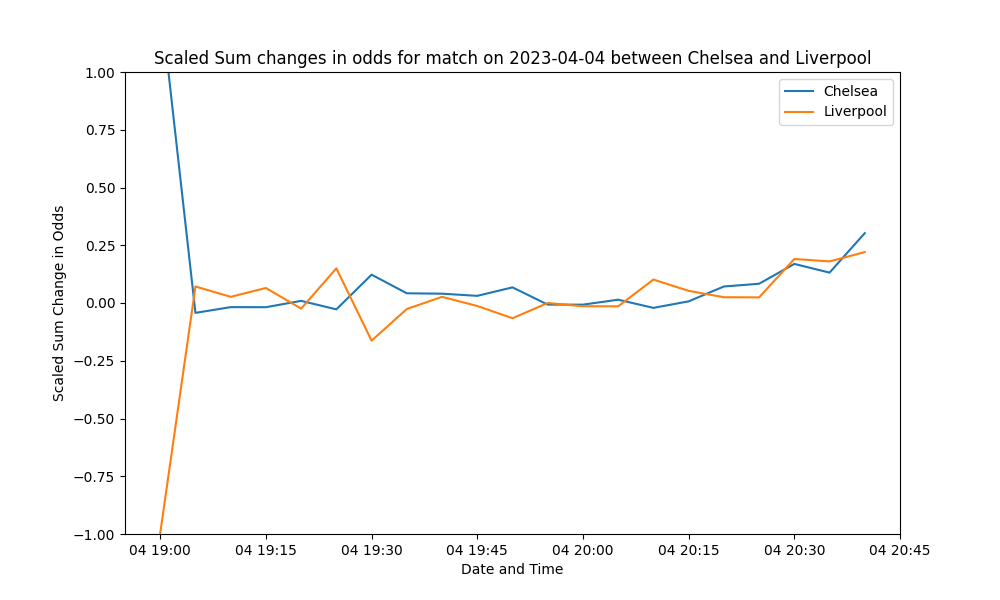 Scaled Sum changes in odds for match on 2023-04-04 between Chelsea and Liverpool
Chelsea
Liverpool
Scaled Sum Change in Odds
1.00
0.75
0.50
0.25
0.00
−0.25
−0.50
−0.75
−1.00
04 19:00 04 19:15 04 19:30 04 19:45 04 20:00 04 20:15 04 20:30 04 20:45
Date and Time